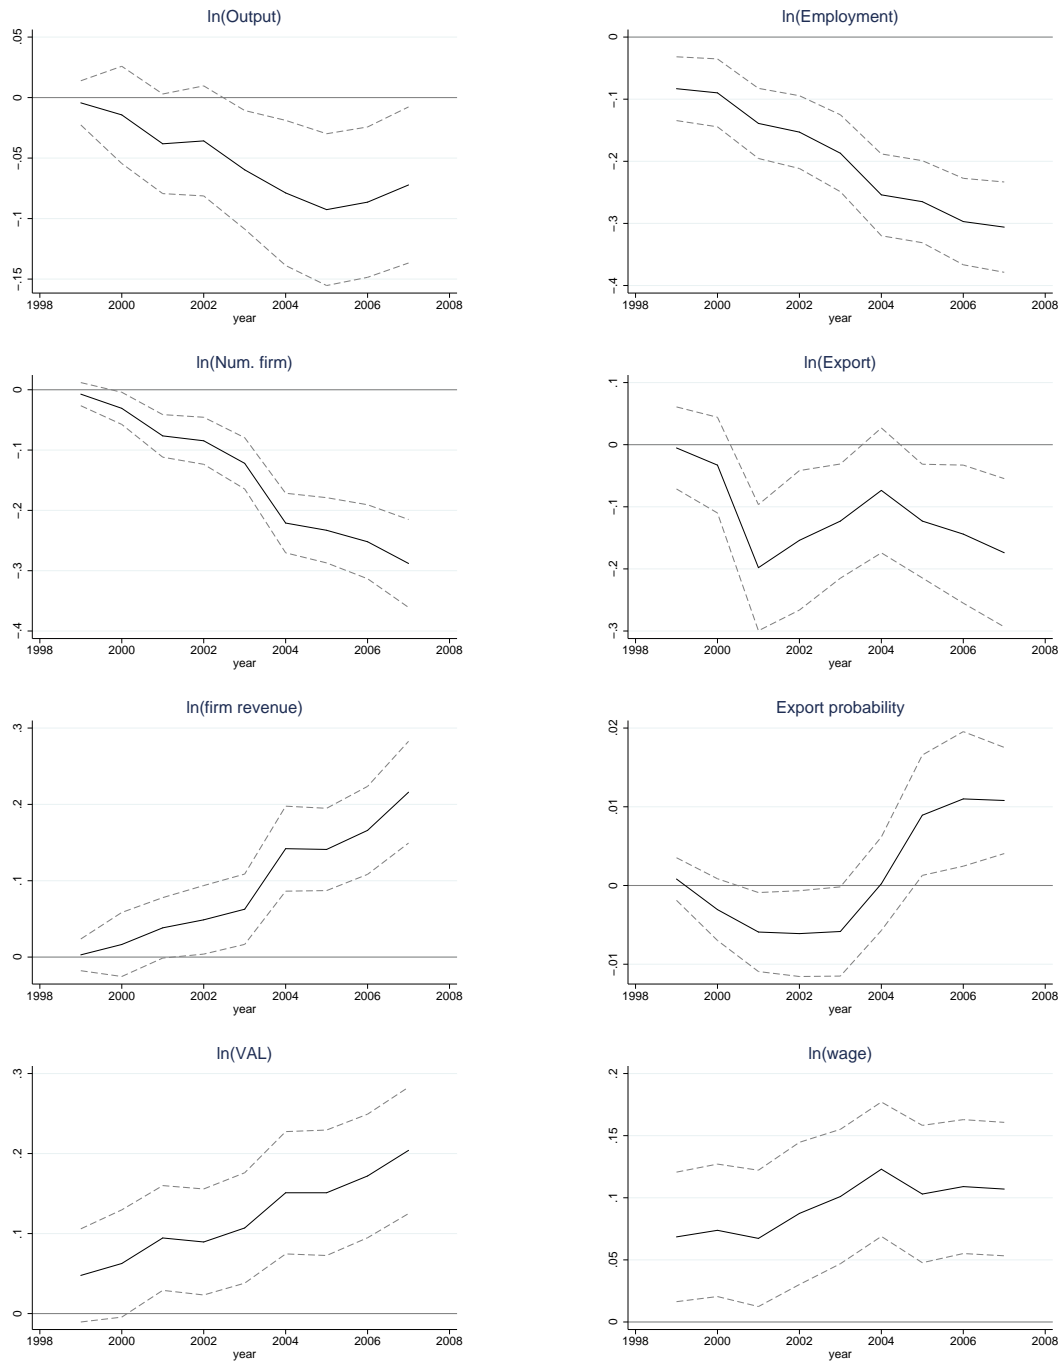 ln(Output)
.05
0
−.05
−.1
−.15
1998 2000 2002 2004 2006 2008
year
ln(Employment)
0
−.1
−.2
−.3
−.4
1998 2000 2002 2004 2006 2008
year
ln(Num. firm)
0
−.1
−.2
−.3
−.4
1998 2000 2002 2004 2006 2008
year
ln(Export)
.1
0
−.1
−.2
−.3
1998 2000 2002 2004 2006 2008
year
ln(firm revenue)
.3
.2
.1
0
1998 2000 2002 2004 2006 2008
year
Export probability
.02
.01
0
−.01
1998 2000 2002 2004 2006 2008
year
ln(VAL)
.3
.2
.1
0
1998 2000 2002 2004 2006 2008
year
ln(wage)
.2
.15
.1
.05
0
1998 2000 2002 2004 2006 2008
year